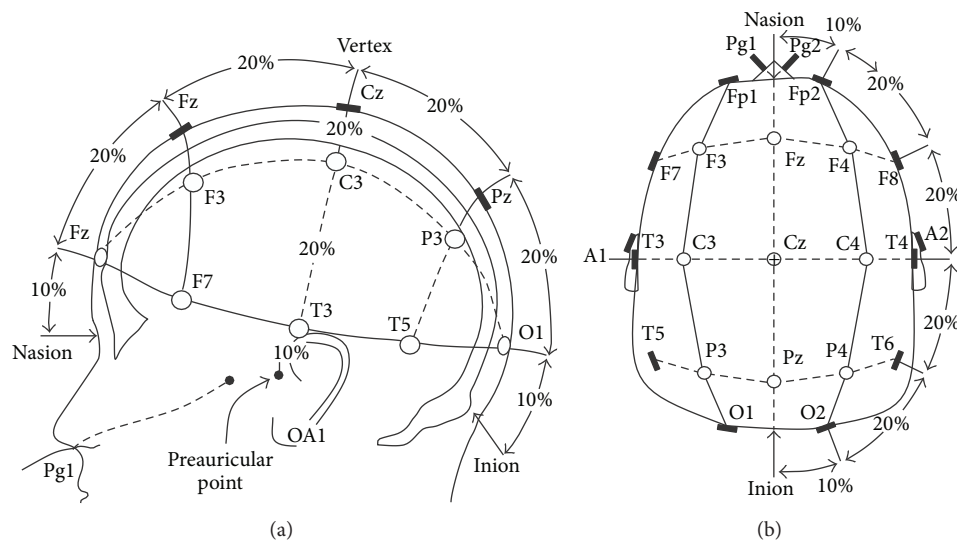 Vertex
20%
Cz
20%
Fz
20%
20%
20%
C3
F3
Pz
Fz
P3
20%
20%
10%
F7
T3
T5
O1
Nasion
10%
10%
OA1
Preauricular
point
Pg1
Inion
(a)
Nasion
10%
Pg1
Pg2
20%
Fp1
Fp2
F7
F3
Fz
F4
F8
20%
A1
T3
C3
Cz
C4
T4
A2
20%
T5
P3
Pz
P4
T6
O1
O2
20%
Inion
10%
(b)